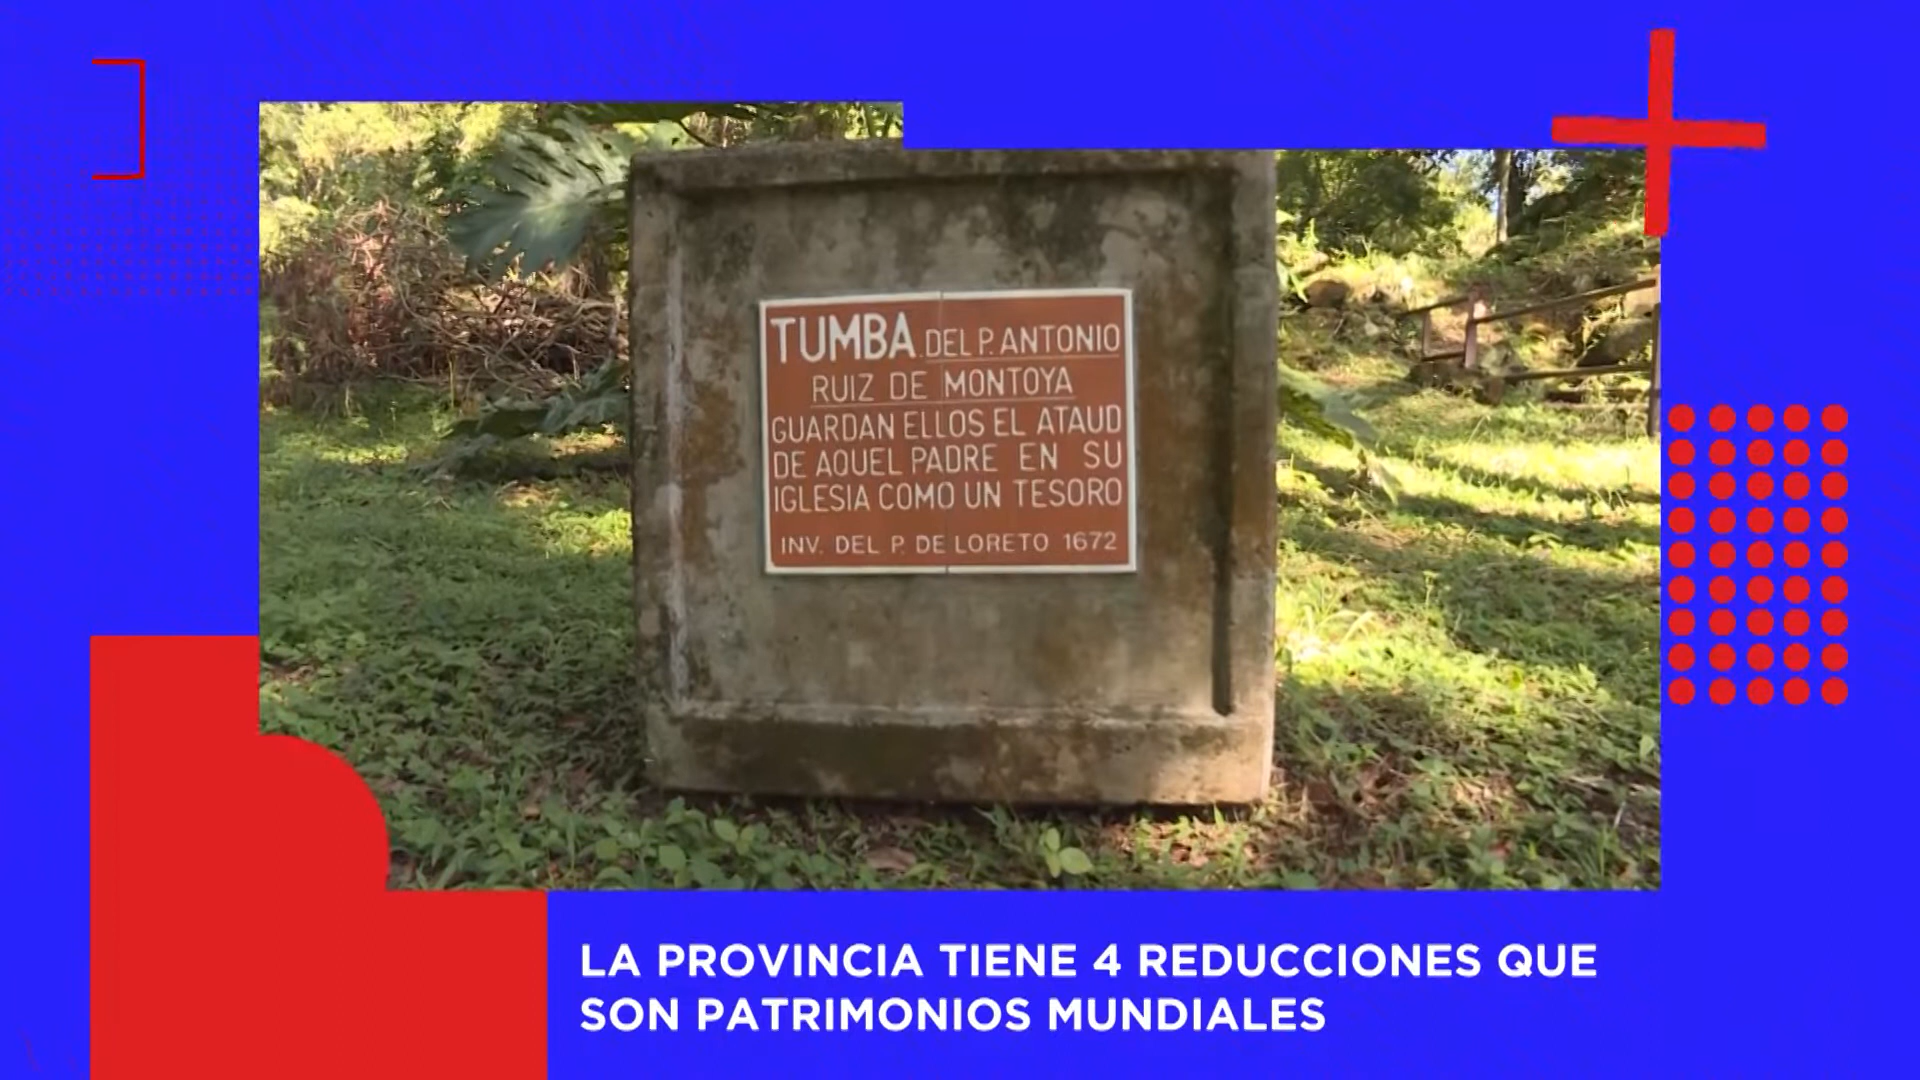 TUMBA. DEL P. ANTONIO
RUIZ DE MONTOYA
GUARDAN ELLOS EL ATAUD
DE AQUEL PADRE EN SU
IGLESIA COMO UN TESORO
INV. DEL P. DE LORETO 1672
LA PROVINCIA TIENE 4 REDUCCIONES QUE
SON PATRIMONIOS MUNDIALES